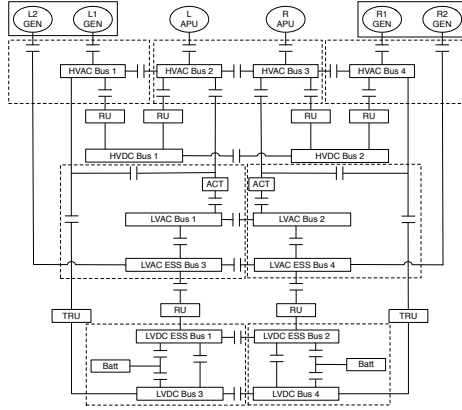 L2
GEN
L1
GEN
L
APU
R
APU
R1
GEN
R2
GEN
HVAC Bus 1
HVAC Bus 2
HVAC Bus 3
HVAC Bus 4
RU
RU
RU
RU
HVDC Bus 1
HVDC Bus 2
ACT
ACT
LVAC Bus 1
LVAC Bus 2
LVAC ESS Bus 3
LVAC ESS Bus 4
RU
RU
TRU
TRU
LVDC ESS Bus 1
LVDC ESS Bus 2
Batt
Batt
LVDC Bus 3
LVDC Bus 4